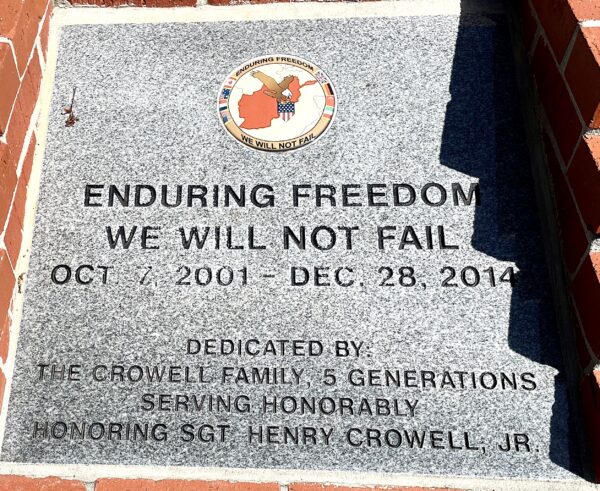 ENDURING FREEDOM
WE WILL NOT FAIL
ENDURING FREEDOM
WE WILL NOT FAIL
OCT 7, 2001 - DEC. 28, 2014
DEDICATED BY:
THE CROWELL FAMILY, 5 GENERATIONS
SERVING HONORABLY
HONORING SGT HENRY CROWELL, JR.